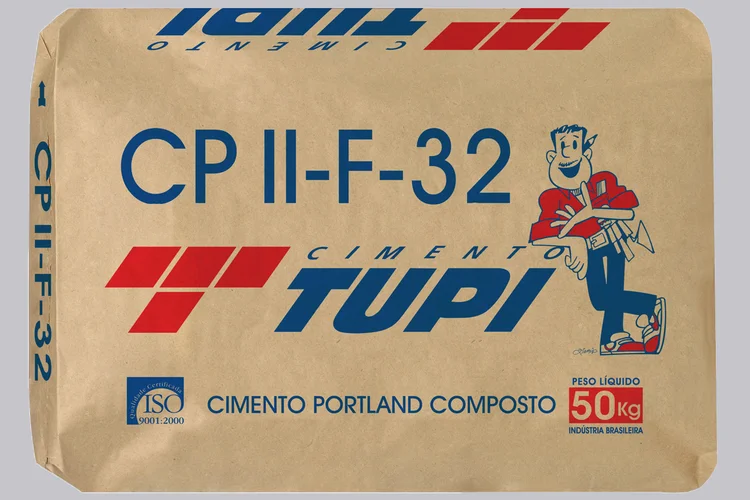 CIMENTO
TUPI
CP II-F-32
CP II-F-32
CIMENTO
TUPI
Qualidade Certificada
ISO
9001:2000
CIMENTO PORTLAND COMPOSTO
PESO LÍQUIDO
50Kg
INDÚSTRIA BRASILEIRA